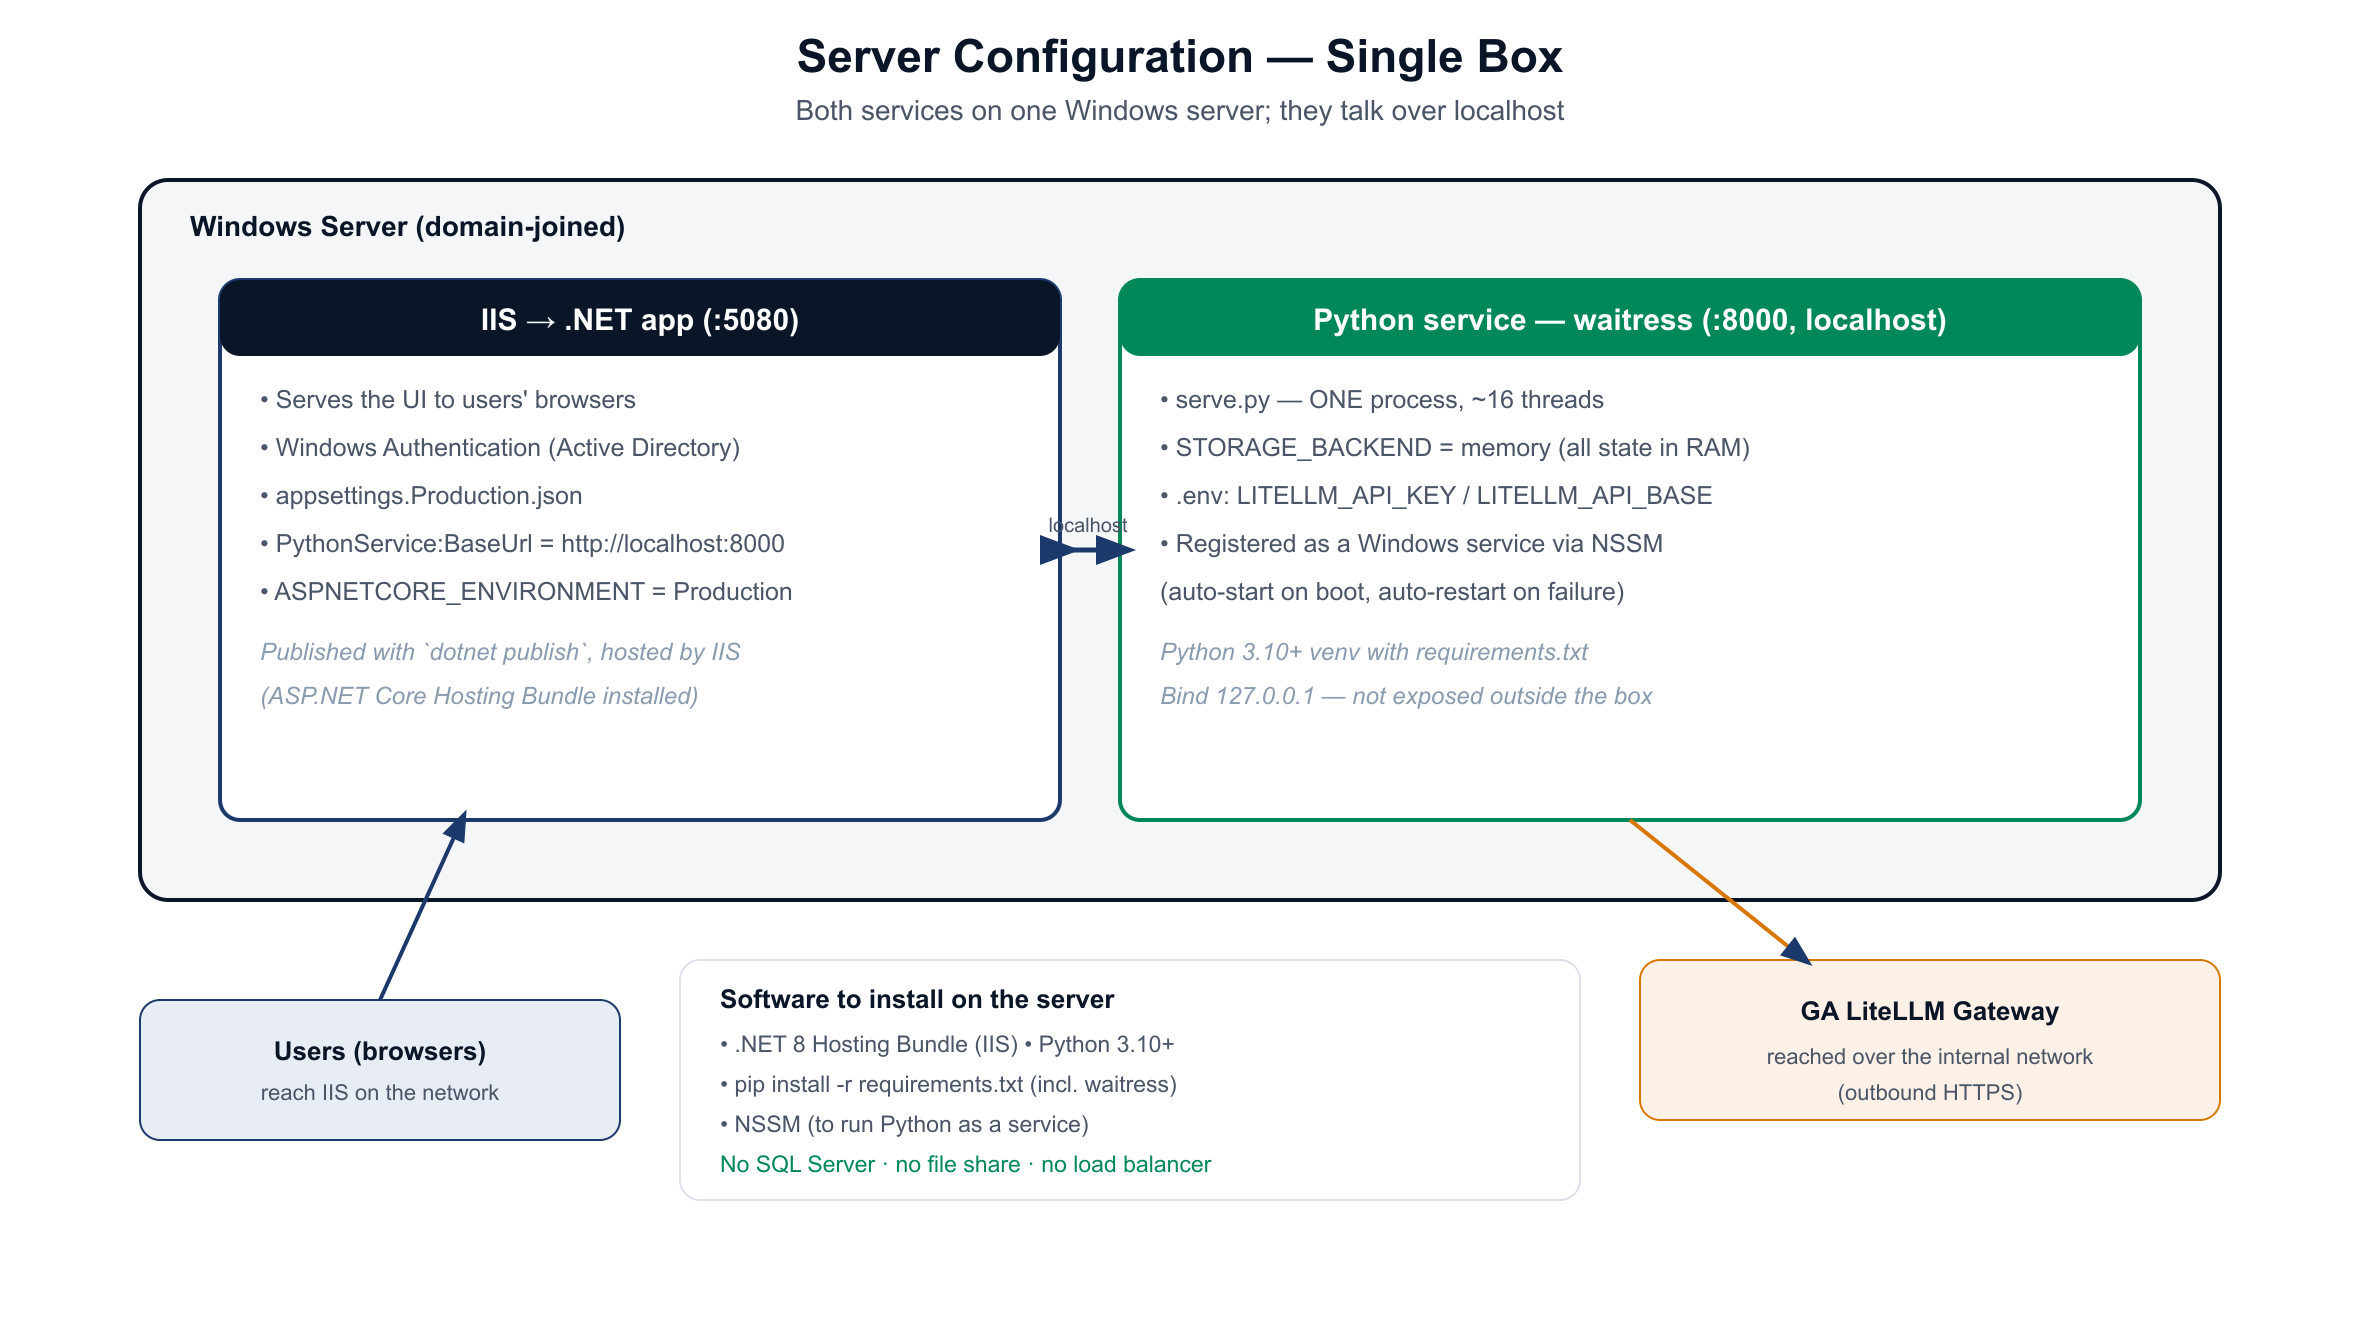 Server Configuration — Single Box
Both services on one Windows server; they talk over localhost
Windows Server (domain-joined)
IIS → .NET app (:5080)
• Serves the UI to users' browsers
• Windows Authentication (Active Directory)
• appsettings.Production.json
• PythonService:BaseUrl = http://localhost:8000
• ASPNETCORE_ENVIRONMENT = Production
Published with `dotnet publish`, hosted by IIS
(ASP.NET Core Hosting Bundle installed)
localhost
Python service — waitress (:8000, localhost)
• serve.py — ONE process, ~16 threads
• STORAGE_BACKEND = memory (all state in RAM)
• .env: LITELLM_API_KEY / LITELLM_API_BASE
• Registered as a Windows service via NSSM
(auto-start on boot, auto-restart on failure)
Python 3.10+ venv with requirements.txt
Bind 127.0.0.1 — not exposed outside the box
Users (browsers)
reach IIS on the network
Software to install on the server
• .NET 8 Hosting Bundle (IIS) • Python 3.10+
• pip install -r requirements.txt (incl. waitress)
• NSSM (to run Python as a service)
No SQL Server · no file share · no load balancer
GA LiteLLM Gateway
reached over the internal network
(outbound HTTPS)